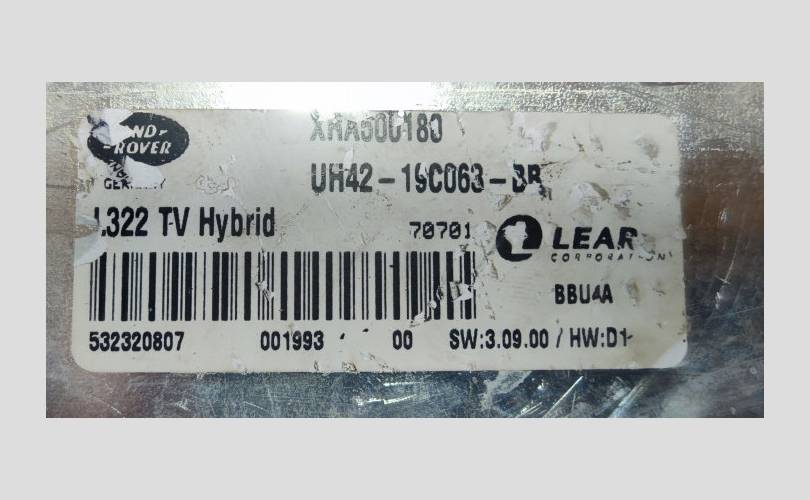 LAND-
-ROVER
GERMANY
XRA500180
UH42-19C063-BB
L322 TV Hybrid
70701
LEAR
CORPORATION
BBU4A
532320807 001993 00 SW:3.09.00 / HW:D1